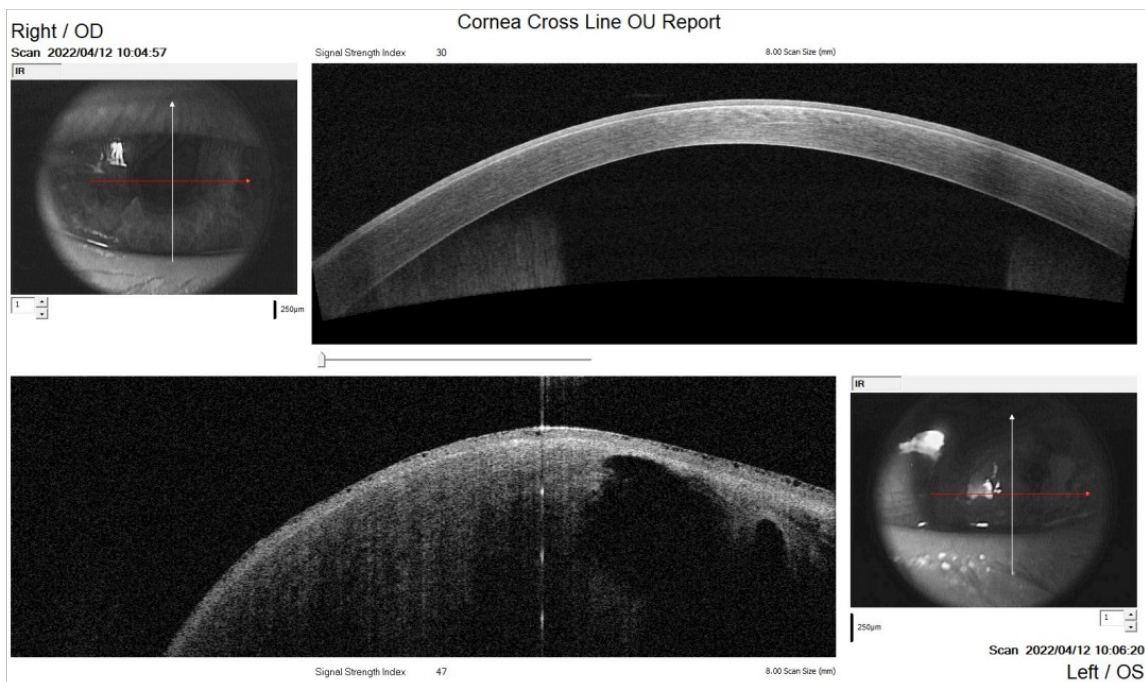 Cornea Cross Line OU Report
Right / OD
Scan 2022/04/12 10:04:57
Signal Strength Index 30
8.00 Scan Size (mm)
IR
1
250µm
IR
1
250µm
Signal Strength Index 47
8.00 Scan Size (mm)
Scan 2022/04/12 10:06:20
Left / OS